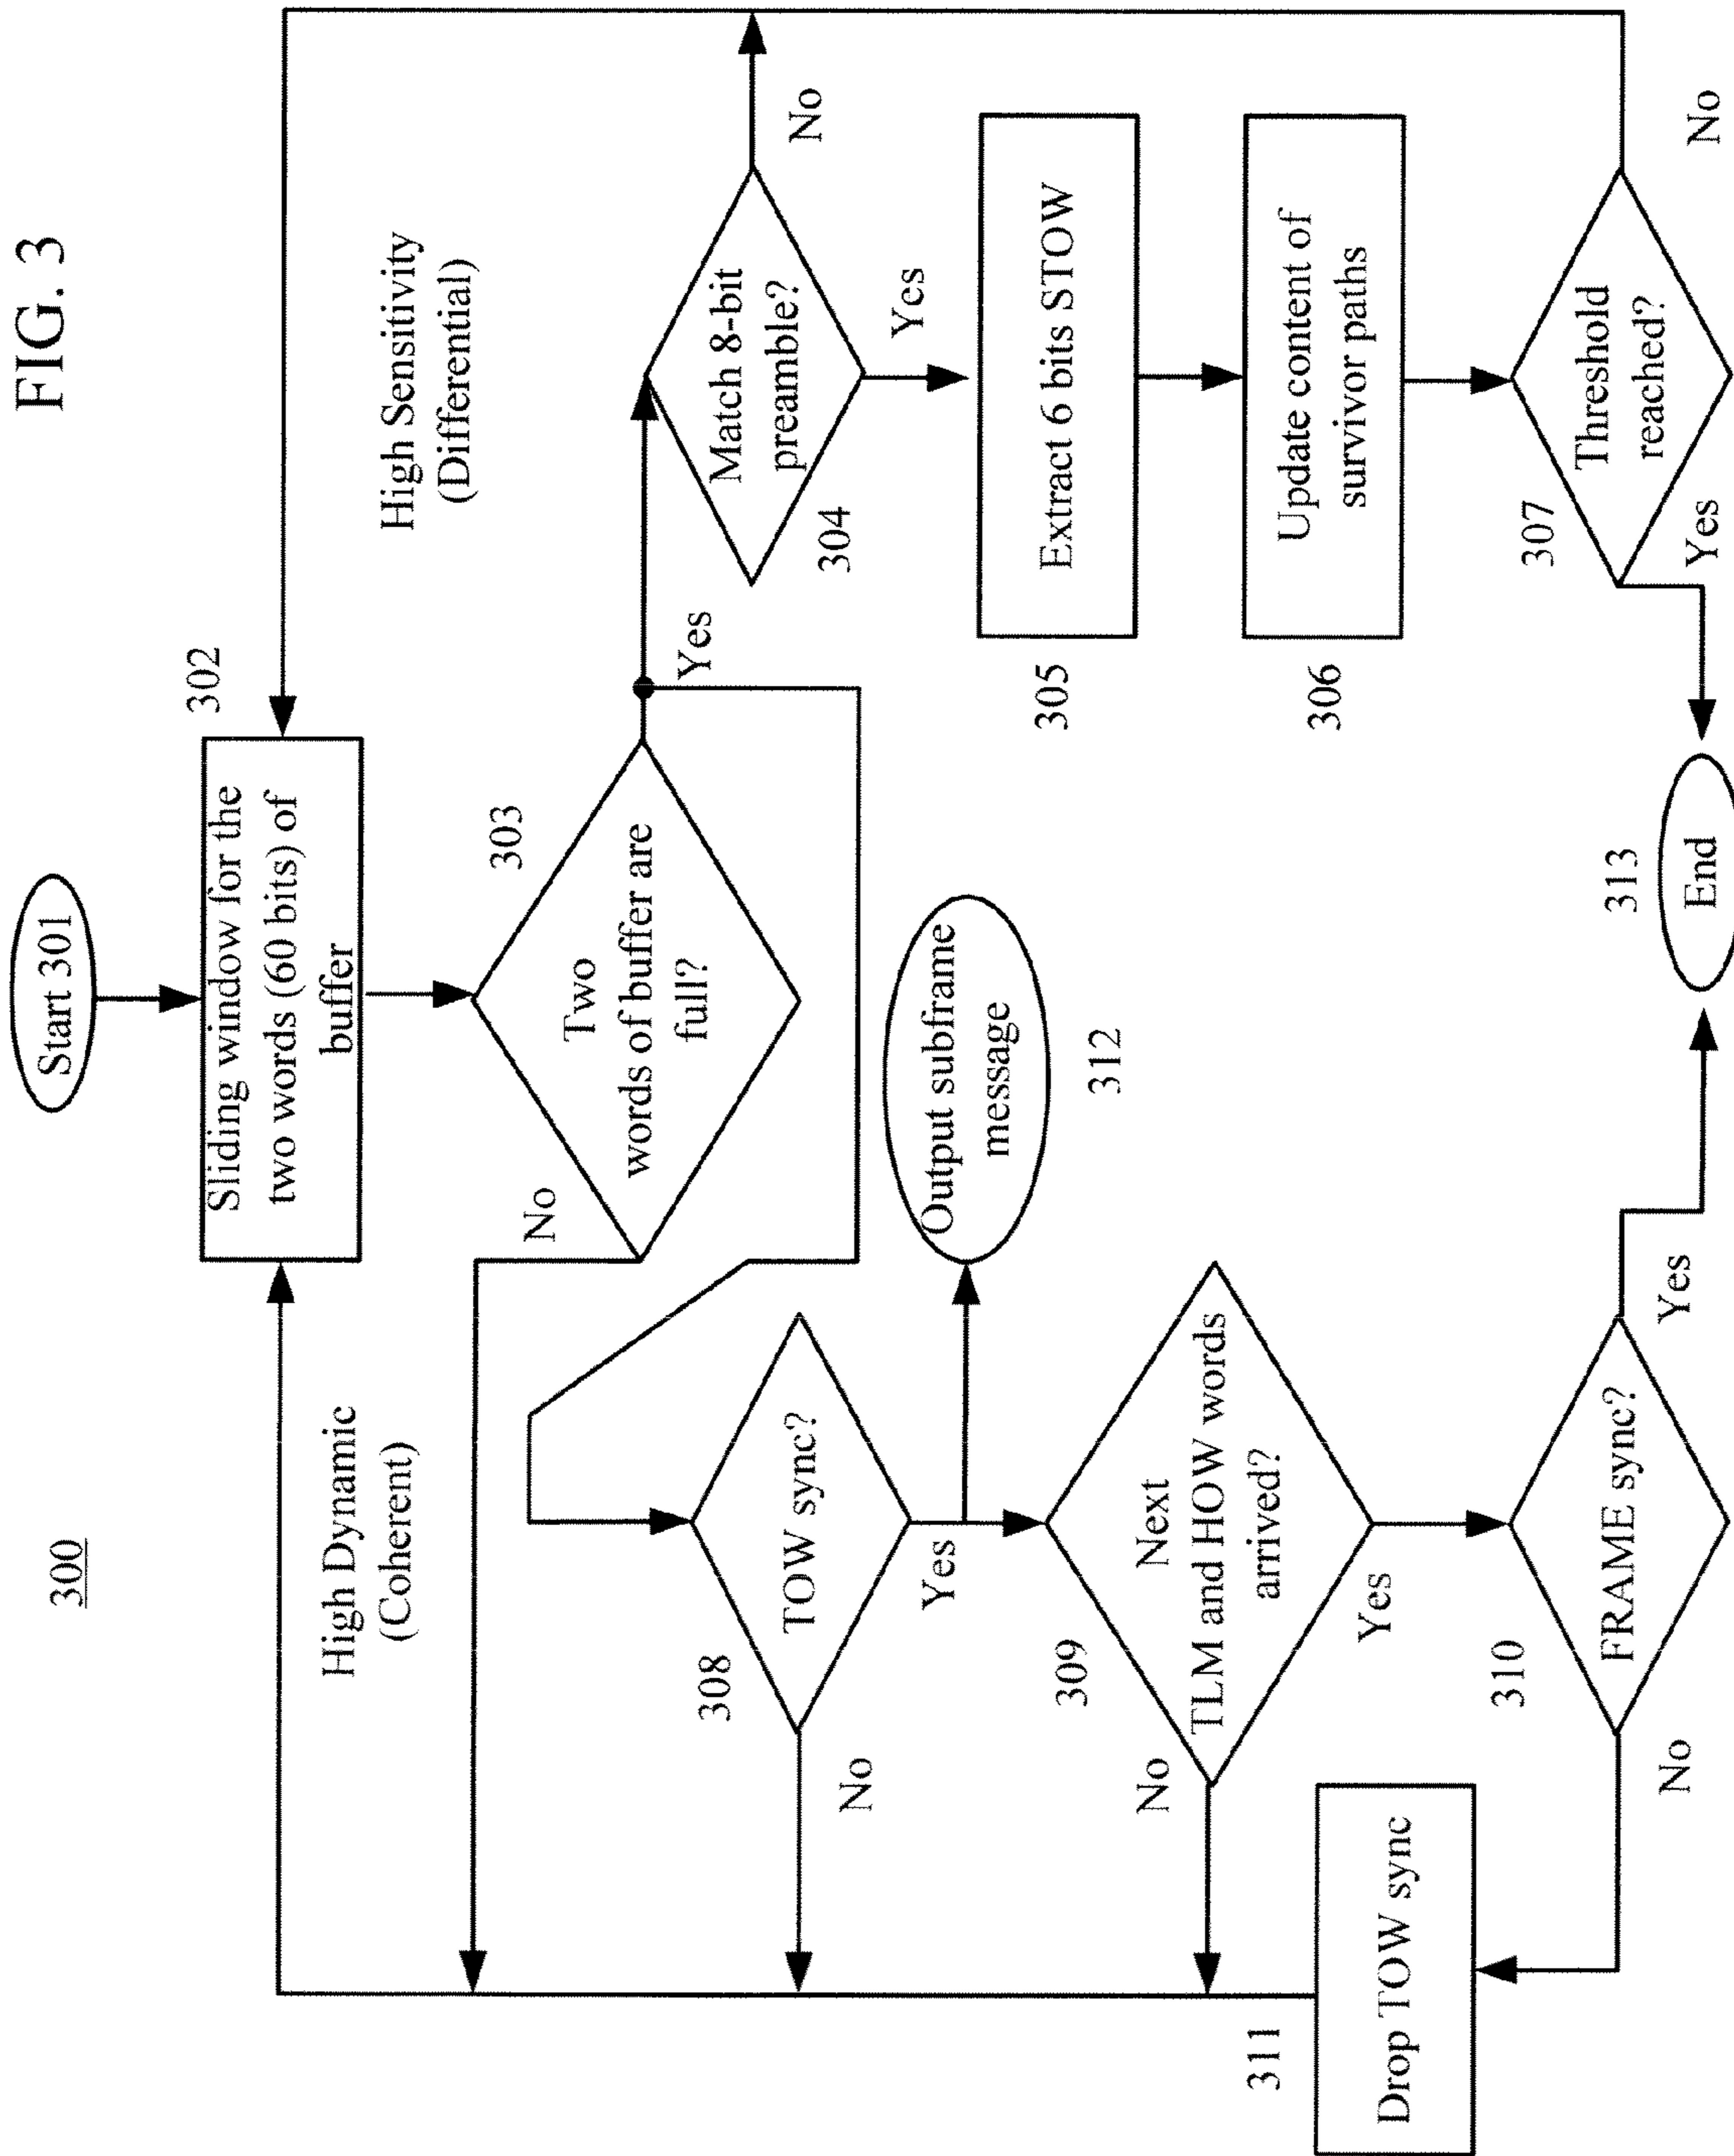 FIG. 3
300
Start 301
302
Sliding window for the
two words (60 bits) of
buffer
High Dynamic
(Coherent)
High Sensitivity
(Differential)
303
Two
words of buffer are
full?
No
Yes
304
Match 8-bit
preamble?
No
Yes
305
Extract 6 bits STOW
306
Update content of
survivor paths
307
Threshold
reached?
No
Yes
308
TOW sync?
No
Yes
Output subframe
message
312
309
Next
TLM and HOW words
arrived?
No
Yes
310
FRAME sync?
No
Yes
311
Drop TOW sync
313
End